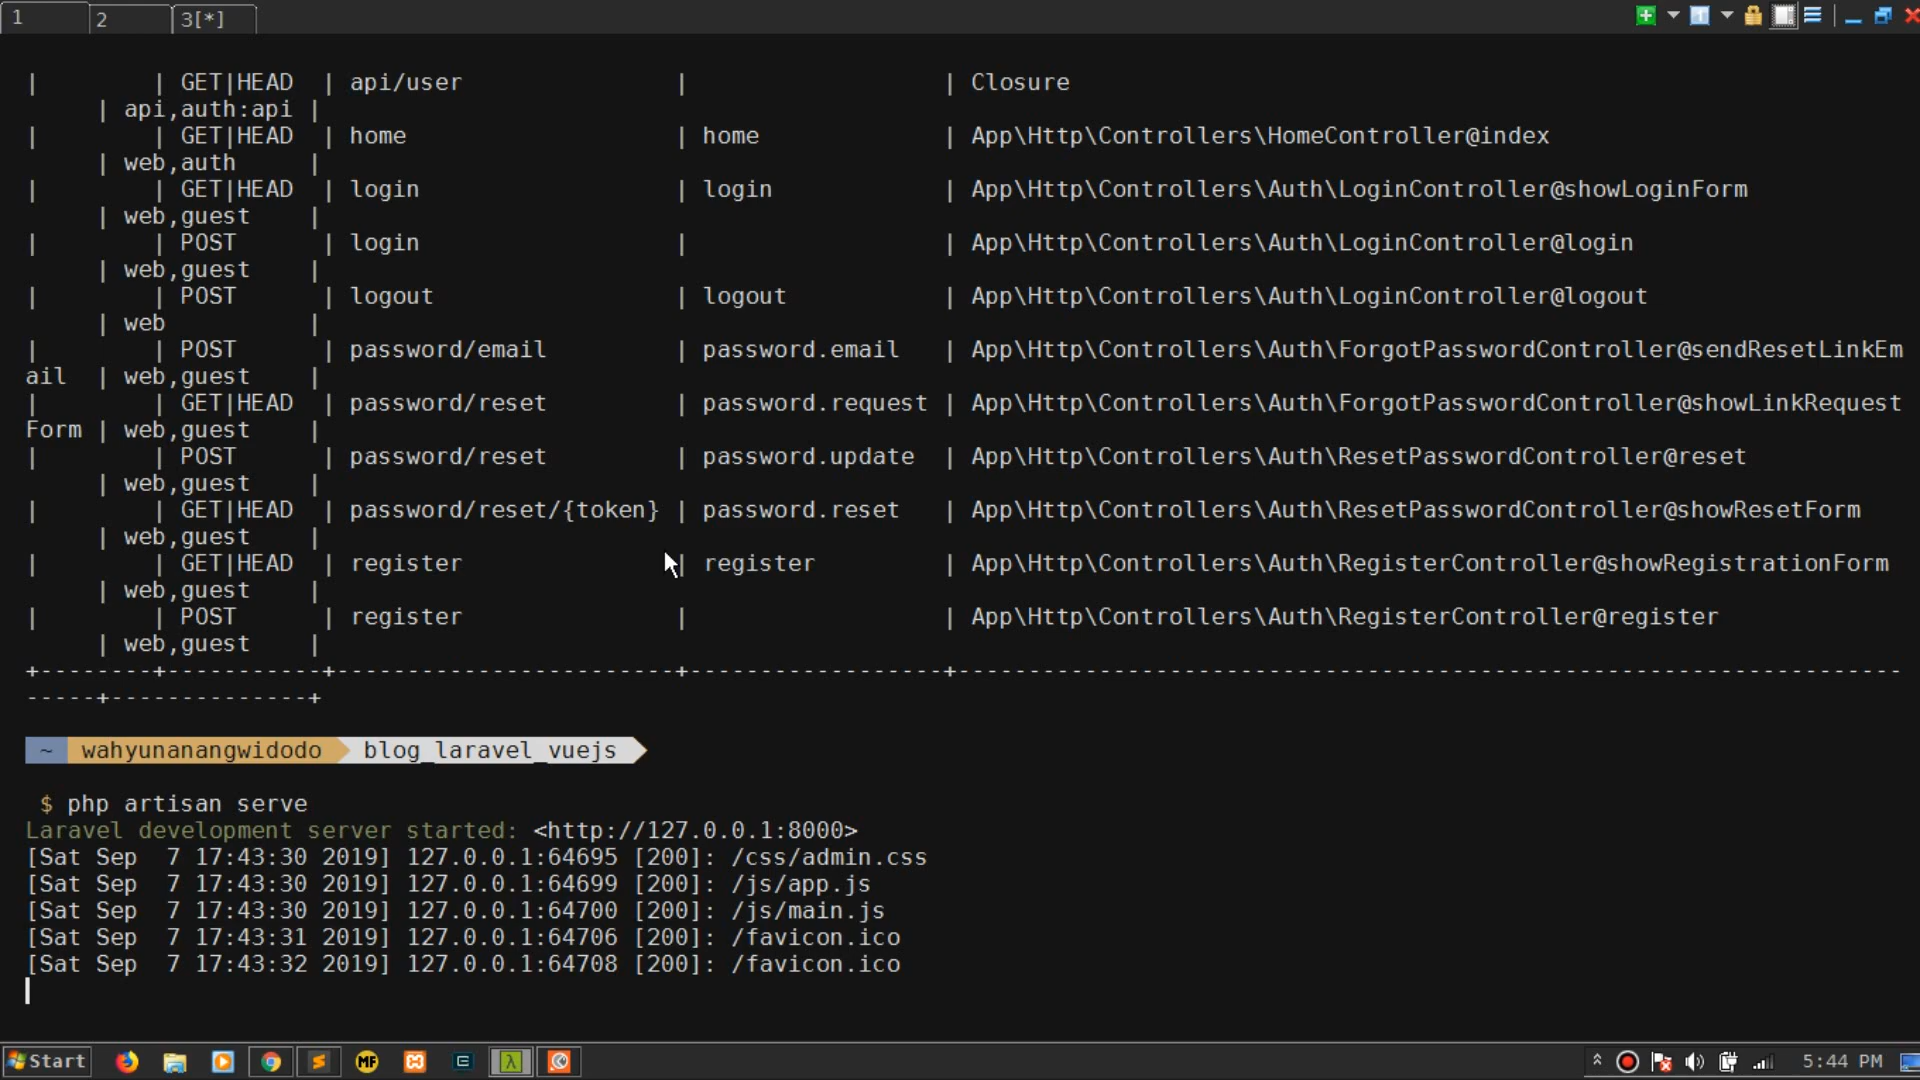 1 2 3[*]
|         | GET|HEAD  | api/user               |                  | Closure
     | api,auth:api |
|         | GET|HEAD  | home                   | home             | App\Http\Controllers\HomeController@index
     | web,auth     |
|         | GET|HEAD  | login                  | login            | App\Http\Controllers\Auth\LoginController@showLoginForm
     | web,guest    |
|         | POST      | login                  |                  | App\Http\Controllers\Auth\LoginController@login
     | web,guest    |
|         | POST      | logout                 | logout           | App\Http\Controllers\Auth\LoginController@logout
     | web          |
|         | POST      | password/email         | password.email   | App\Http\Controllers\Auth\ForgotPasswordController@sendResetLinkEm
ail  | web,guest    |
|         | GET|HEAD  | password/reset         | password.request | App\Http\Controllers\Auth\ForgotPasswordController@showLinkRequest
Form | web,guest    |
|         | POST      | password/reset         | password.update  | App\Http\Controllers\Auth\ResetPasswordController@reset
     | web,guest    |
|         | GET|HEAD  | password/reset/{token} | password.reset   | App\Http\Controllers\Auth\ResetPasswordController@showResetForm
     | web,guest    |
|         | GET|HEAD  | register               | register         | App\Http\Controllers\Auth\RegisterController@showRegistrationForm
     | web,guest    |
|         | POST      | register               |                  | App\Http\Controllers\Auth\RegisterController@register
     | web,guest    |
+--------+-----------+------------------------+------------------+-------------------------------------------------------------------
-----+--------------+
~ wahyunanangwidodo blog_laravel_vuejs
$ php artisan serve
Laravel development server started: <http://127.0.0.1:8000>
[Sat Sep  7 17:43:30 2019] 127.0.0.1:64695 [200]: /css/admin.css
[Sat Sep  7 17:43:30 2019] 127.0.0.1:64699 [200]: /js/app.js
[Sat Sep  7 17:43:30 2019] 127.0.0.1:64700 [200]: /js/main.js
[Sat Sep  7 17:43:31 2019] 127.0.0.1:64706 [200]: /favicon.ico
[Sat Sep  7 17:43:32 2019] 127.0.0.1:64708 [200]: /favicon.ico
Start MF 5:44 PM